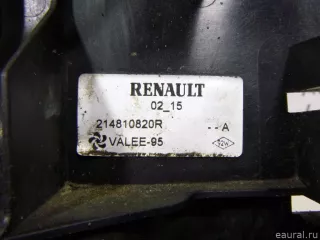 RENAULT
02_15
214810820R -- A
VALEE-95
eaural.ru